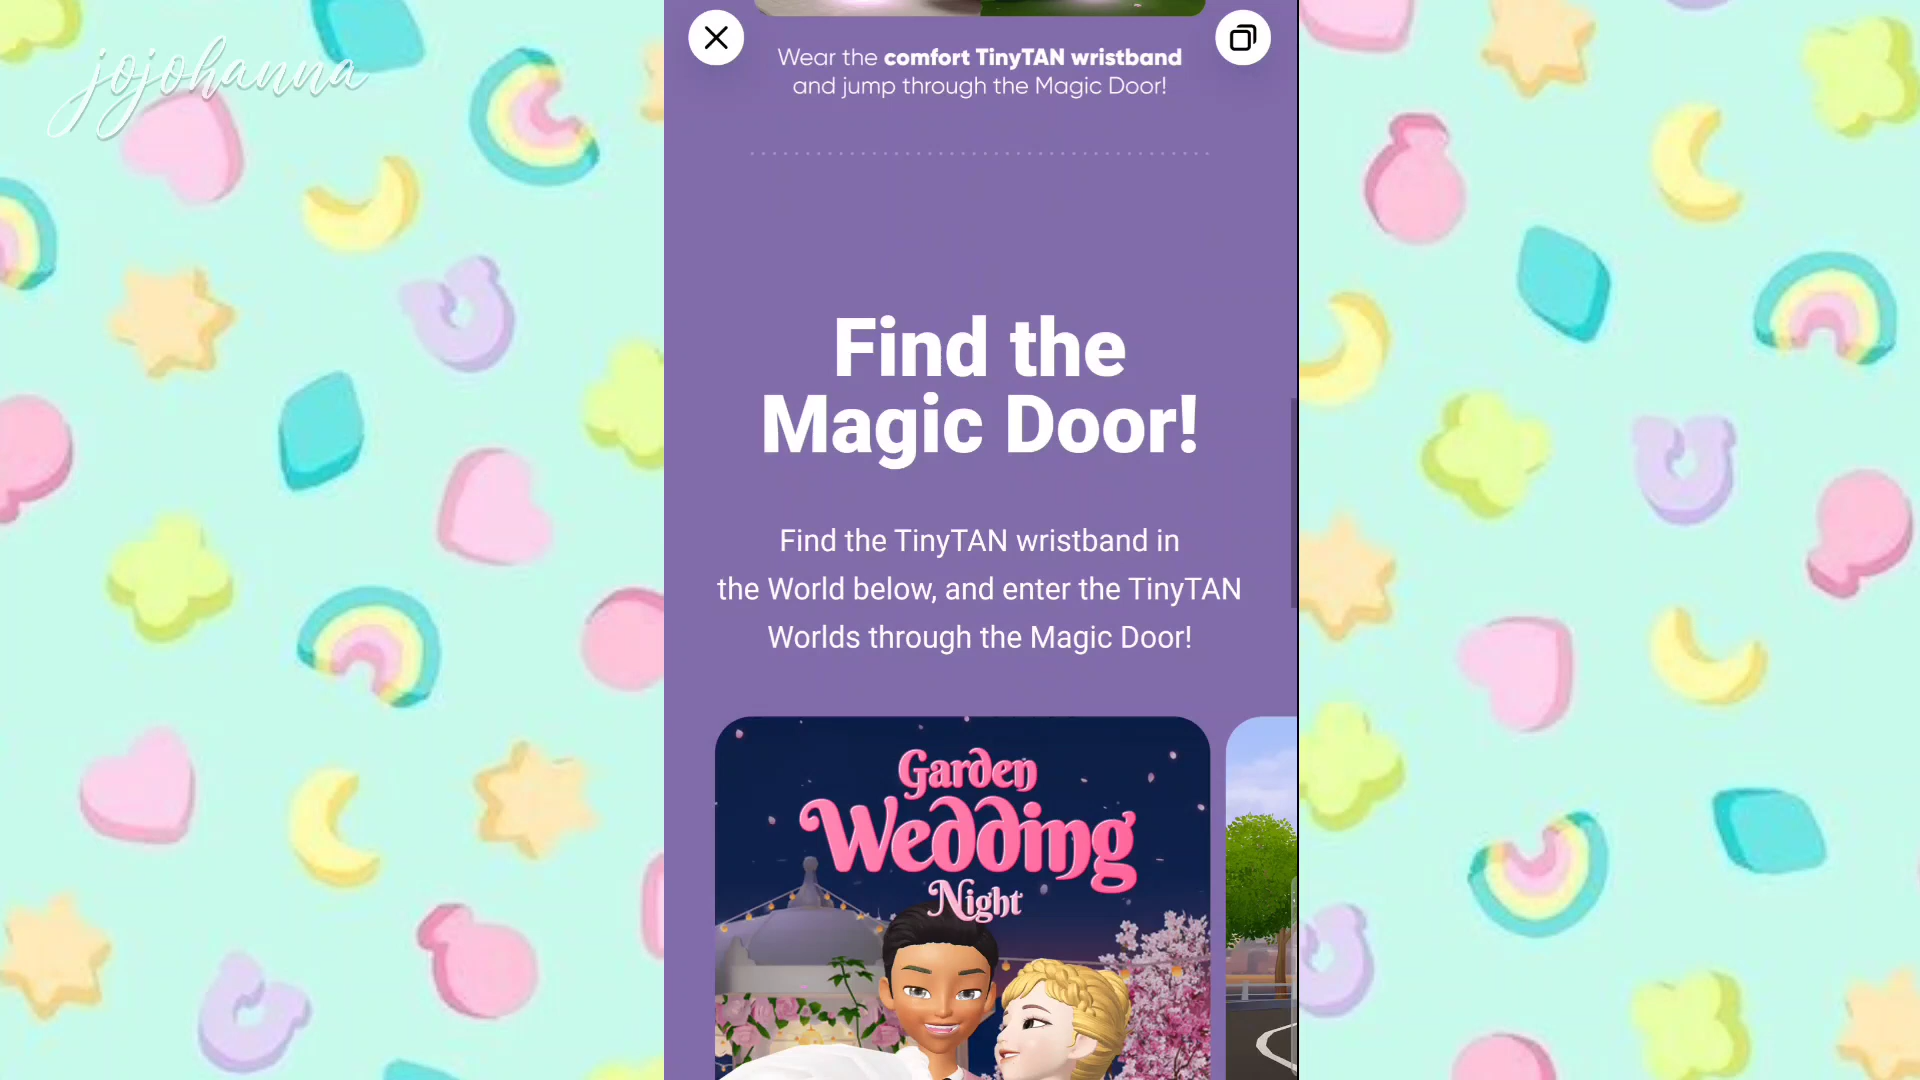 jojohanna
Wear the comfort TinyTAN wristband
and jump through the Magic Door!
Find the
Magic Door!
Find the TinyTAN wristband in
the World below, and enter the TinyTAN
Worlds through the Magic Door!
Garden
Wedding
Night